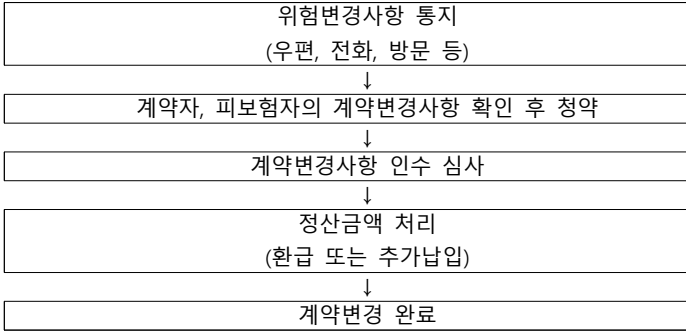 위험변경사항 통지
(우편, 전화, 방문 등)
↓
계약자, 피보험자의 계약변경사항 확인 후 청약
↓
계약변경사항 인수 심사
↓
정산금액 처리
(환급 또는 추가납입)
↓
계약변경 완료